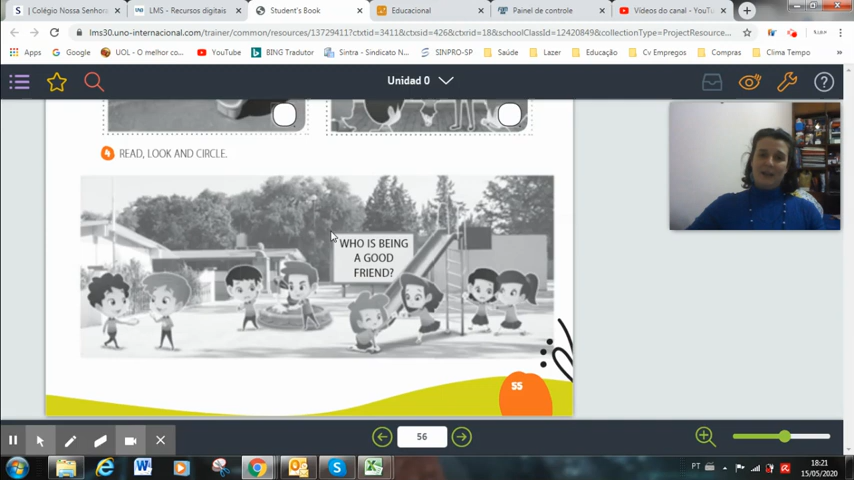 | Colégio Nossa Senhor
LMS - Recursos digitais
Student's Book
Educacional
Painel de controle
Vídeos do canal - YouTu
lms30.uno-internacional.com/trainer/common/resources/13729411?ctxid=3411&ctxsid=426&ctxrid=18&schoolClassId=12420849&collectionType=ProjectResource...
Apps
UOL - O melhor co...
YouTube
BING Tradutor
Sintra - Sindicato N...
SINPRO-SP
Saúde
Lazer
Educação
Cv Empregos
Compras
Clima Tempo
Unidad 0
4 READ, LOOK AND CIRCLE.
WHO IS BEING
A GOOD
FRIEND?
55
56
PT
18:21
15/05/2020